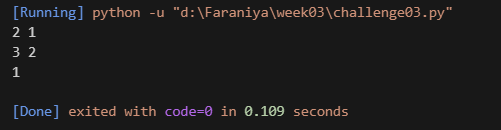 [Running] python -u "d:\Faraniya\week03\challenge03.py"
2 1
3 2
1
[Done] exited with code=0 in 0.109 seconds